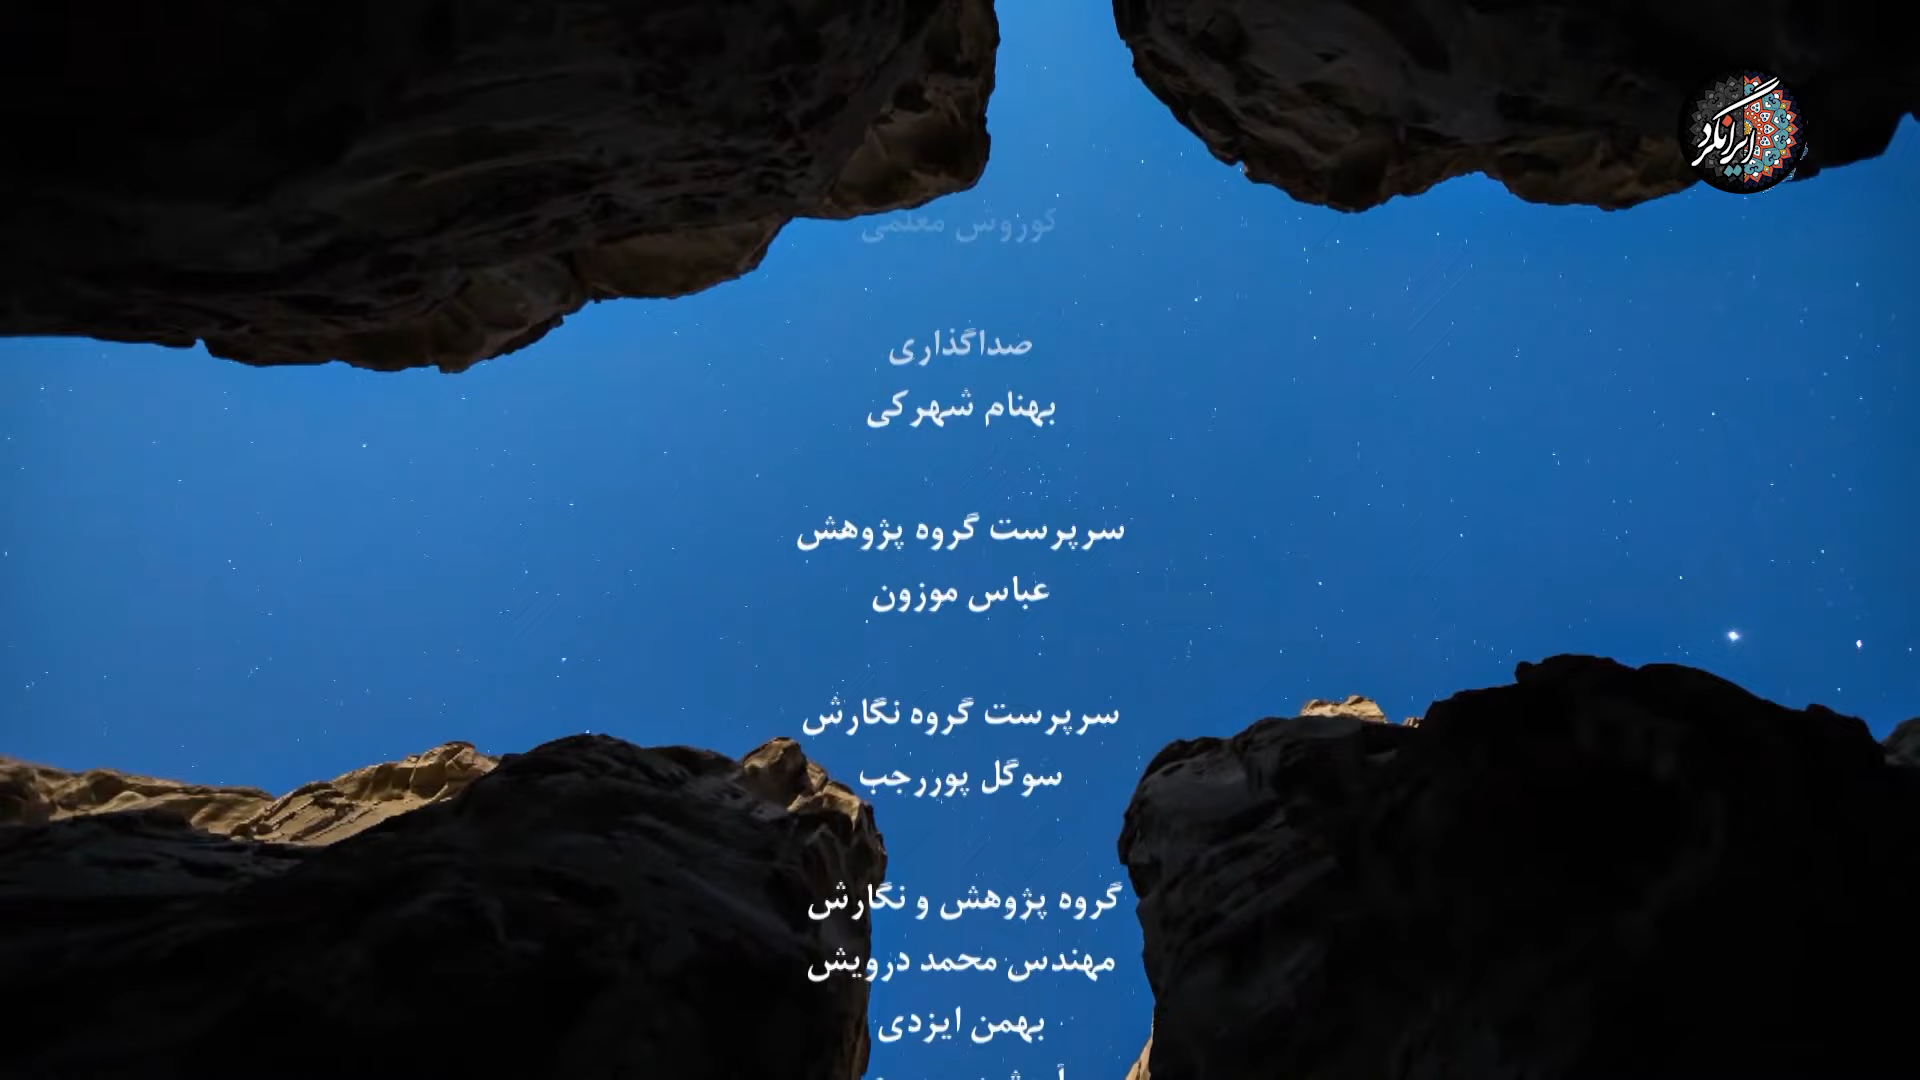 ایرانگرد
کوروش معلمی
صداگذاری
بهنام شهرکی
سرپرست گروه پژوهش
عباس موزون
سرپرست گروه نگارش
سوگل پوررجب
گروه پژوهش و نگارش
مهندس محمد درویش
بهمن ایزدی